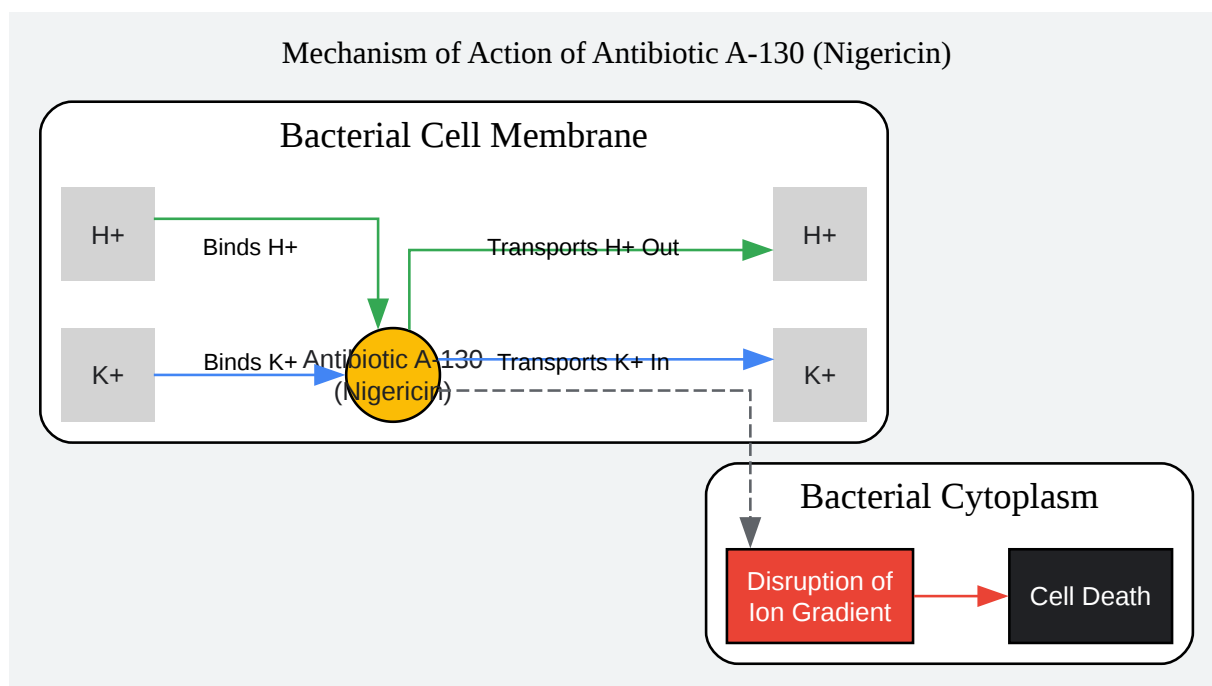 Mechanism of Action of Antibiotic A-130 (Nigericin)
Bacterial Cell Membrane
H+
Binds H+
Transports H+ Out
H+
K+
Binds K+
Antibiotic A-130
(Nigericin)
Transports K+ In
K+
Bacterial Cytoplasm
Disruption of
Ion Gradient
Cell Death